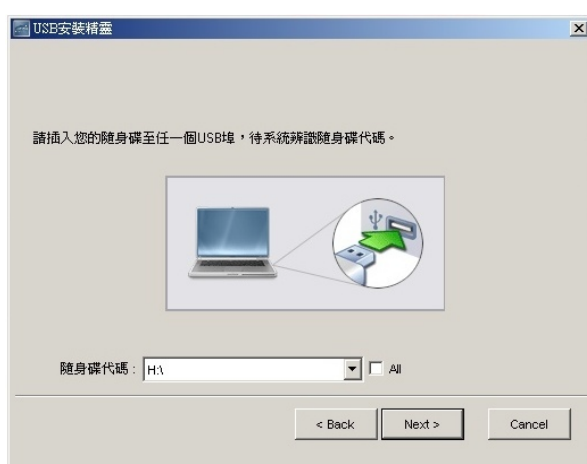 USB安裝精靈
請插入您的隨身碟至任一個USB埠，待系統辨識隨身碟代碼。
隨身碟代碼： H:\ All
< Back Next > Cancel